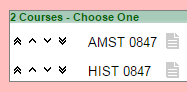 2 Courses - Choose One
AMST 0847
HIST 0847